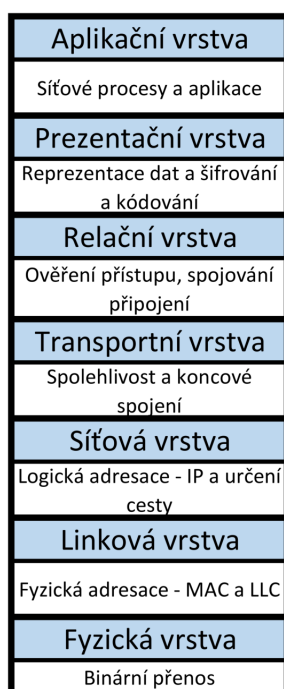 Aplikační vrstva
Síťové procesy a aplikace
Prezentační vrstva
Reprezentace dat a šifrování
a kódování
Relační vrstva
Ověření přístupu, spojování
připojení
Transportní vrstva
Spolehlivost a koncové
spojení
Síťová vrstva
Logická adresace - IP a určení
cesty
Linková vrstva
Fyzická adresace - MAC a LLC
Fyzická vrstva
Binární přenos